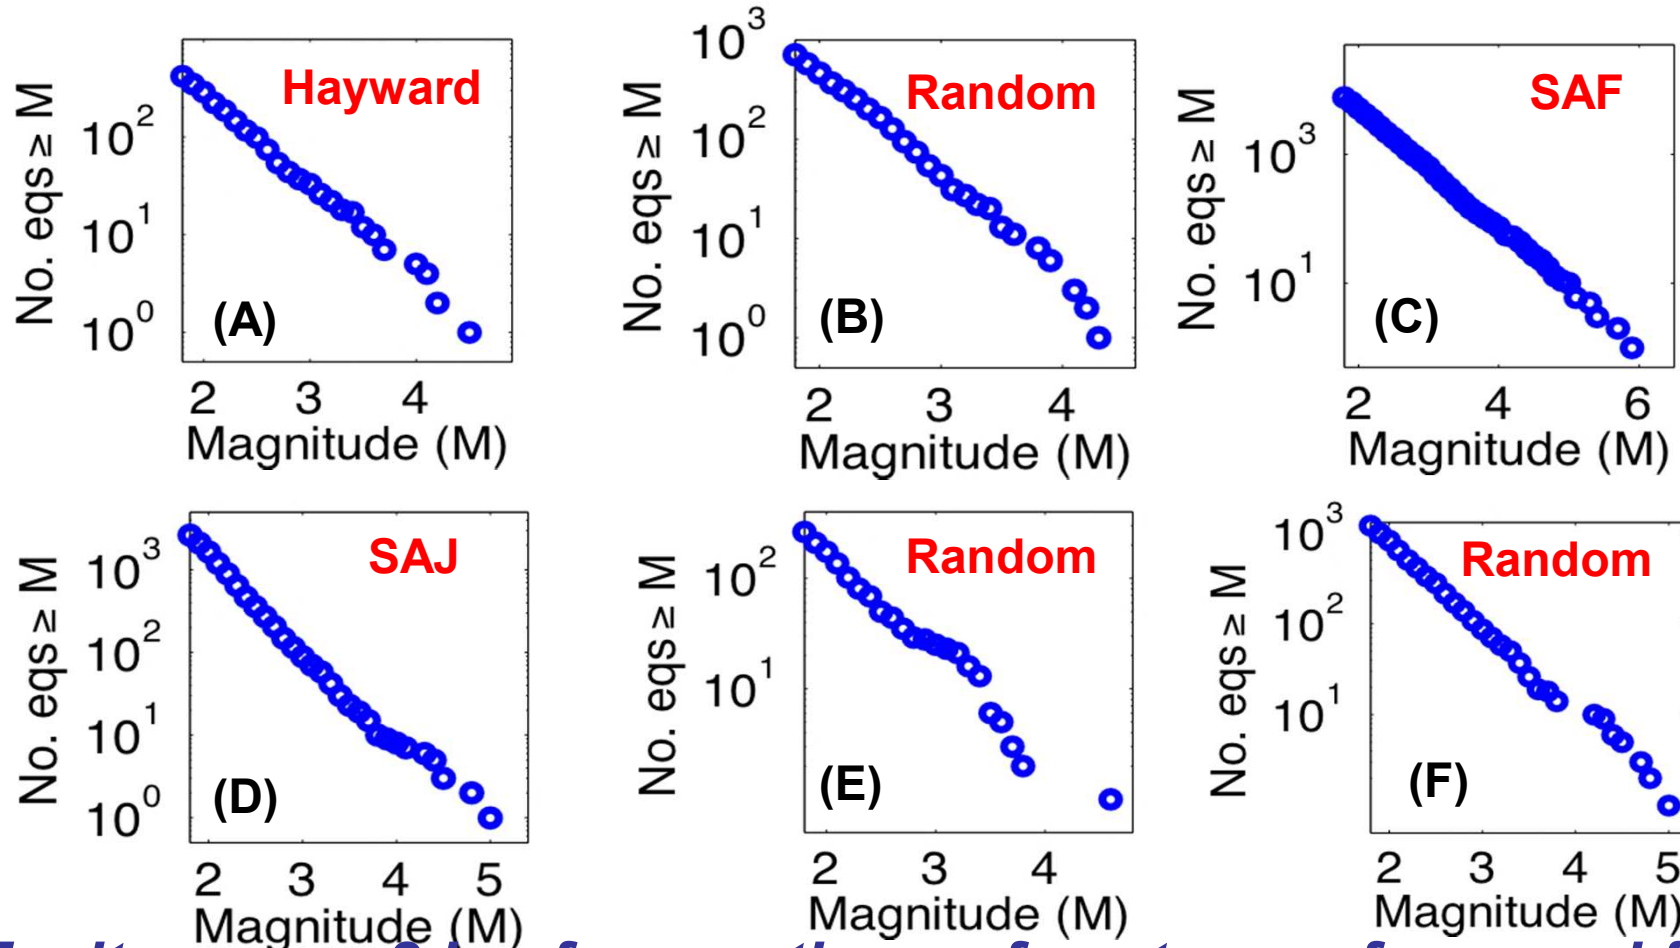 No. eqs ≥ M
10^2
10^1
10^0
2 3 4
Magnitude (M)
Hayward
(A)
No. eqs ≥ M
10^3
10^2
10^1
10^0
2 3 4
Magnitude (M)
Random
(B)
No. eqs ≥ M
10^3
10^1
2 4 6
Magnitude (M)
SAF
(C)
No. eqs ≥ M
10^3
10^2
10^1
10^0
2 3 4 5
Magnitude (M)
SAJ
(D)
No. eqs ≥ M
10^2
10^1
2 3 4
Magnitude (M)
Random
(E)
No. eqs ≥ M
10^3
10^2
10^1
2 3 4 5
Magnitude (M)
Random
(F)